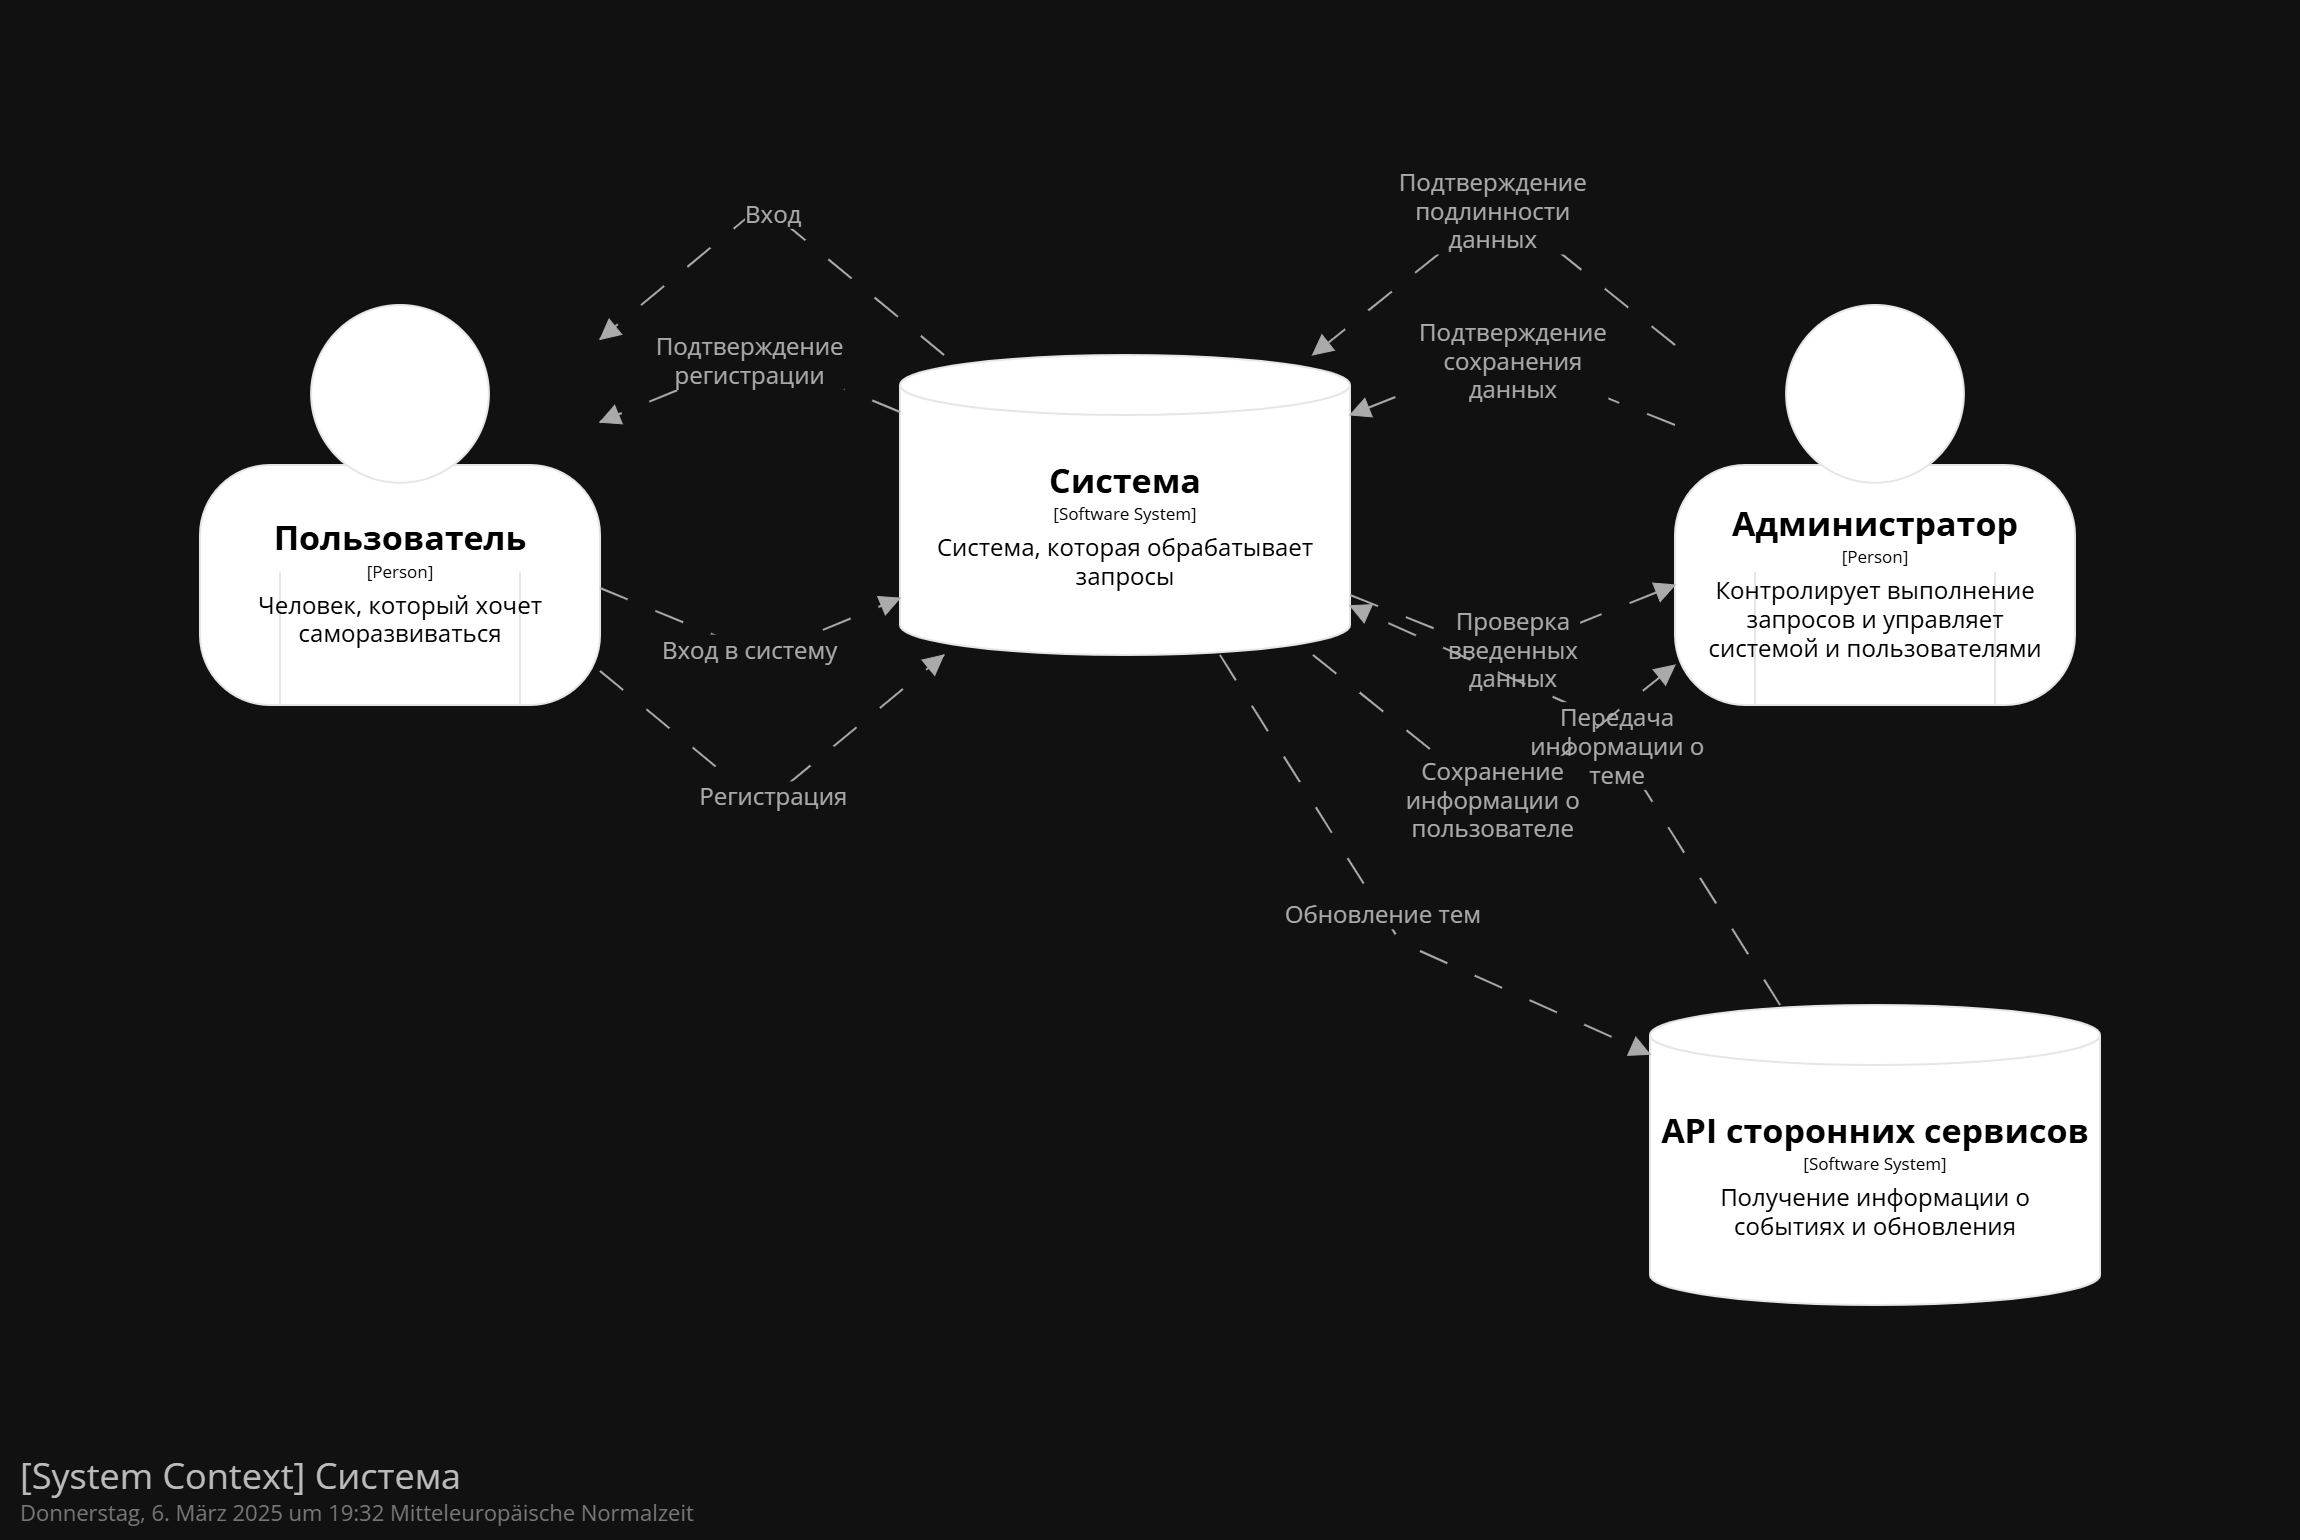 Вход
Подтверждение
регистрации
Подтверждение
подлинности
данных
Подтверждение
сохранения
данных
Пользователь
[Person]
Человек, который хочет
саморазвиваться
Система
[Software System]
Система, которая обрабатывает
запросы
Администратор
[Person]
Контролирует выполнение
запросов и управляет
системой и пользователями
Вход в систему
Регистрация
Проверка
введенных
данных
Передача
информации о
теме
Сохранение
информации о
пользователе
Обновление тем
API сторонних сервисов
[Software System]
Получение информации о
событиях и обновления
[System Context] Система
Donnerstag, 6. März 2025 um 19:32 Mitteleuropäische Normalzeit